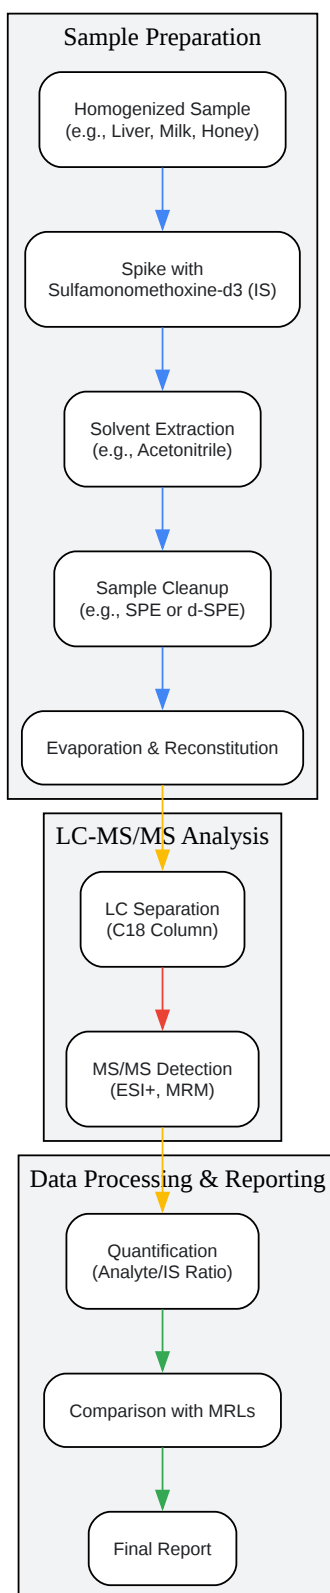 Sample Preparation
Homogenized Sample
(e.g., Liver, Milk, Honey)
Spike with
Sulfamonomethoxine-d3 (IS)
Solvent Extraction
(e.g., Acetonitrile)
Sample Cleanup
(e.g., SPE or d-SPE)
Evaporation & Reconstitution
LC-MS/MS Analysis
LC Separation
(C18 Column)
MS/MS Detection
(ESI+, MRM)
Data Processing & Reporting
Quantification
(Analyte/IS Ratio)
Comparison with MRLs
Final Report